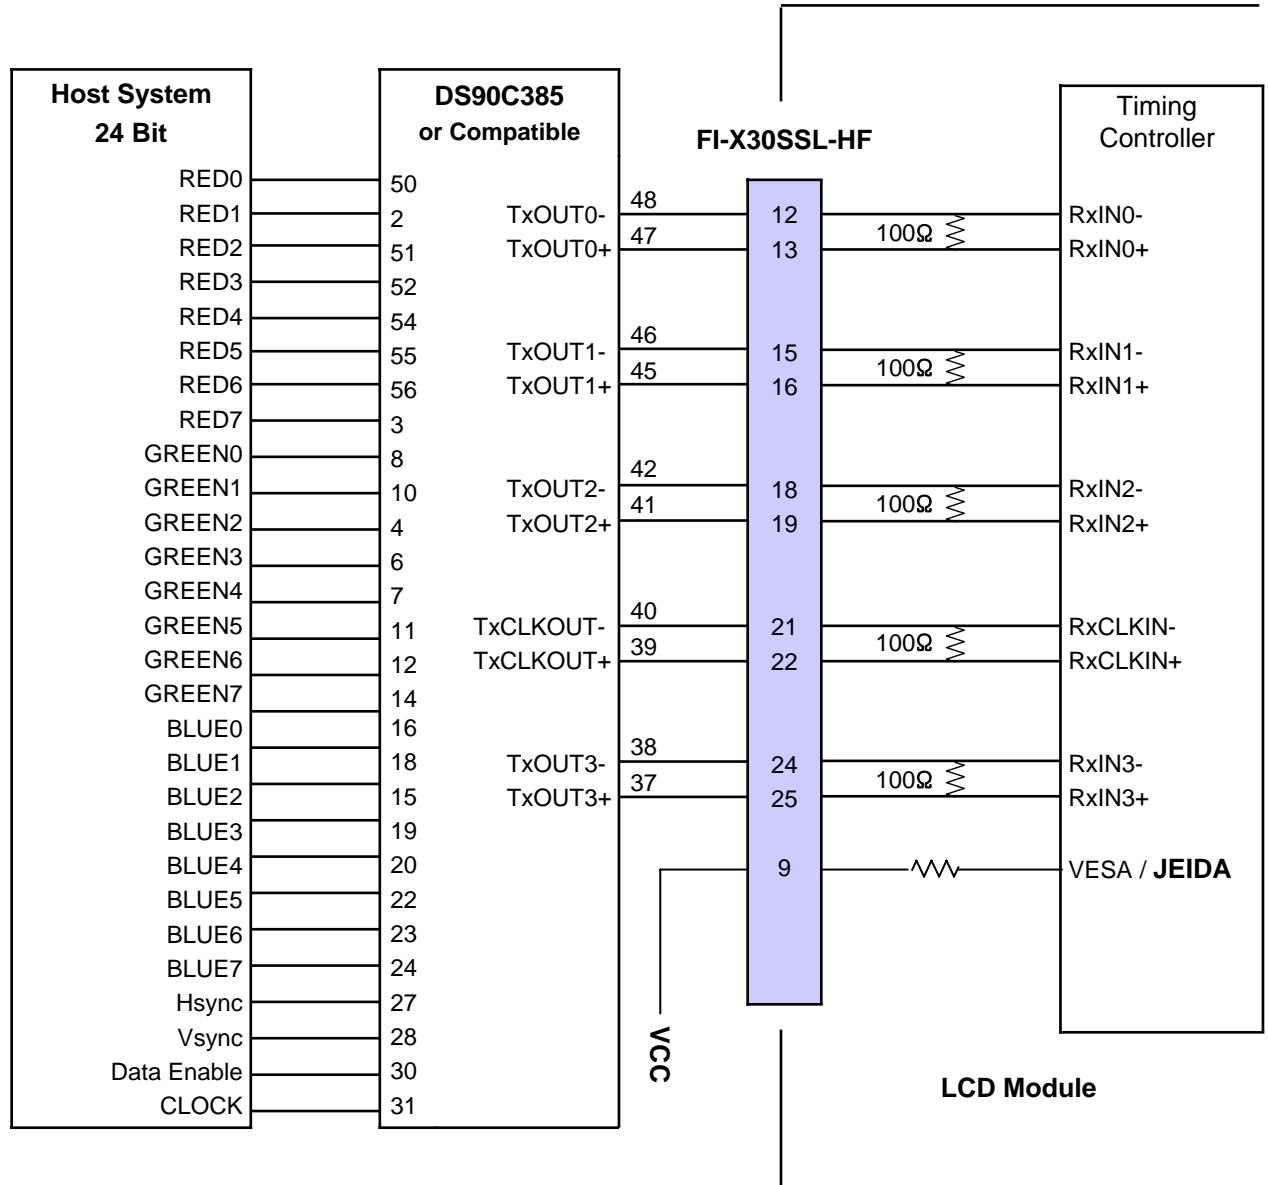 Host System
24 Bit
RED0
RED1
RED2
RED3
RED4
RED5
RED6
RED7
GREEN0
GREEN1
GREEN2
GREEN3
GREEN4
GREEN5
GREEN6
GREEN7
BLUE0
BLUE1
BLUE2
BLUE3
BLUE4
BLUE5
BLUE6
BLUE7
Hsync
Vsync
Data Enable
CLOCK
DS90C385
or Compatible
50
2
51
52
54
55
56
3
8
10
4
6
7
11
12
14
16
18
15
19
20
22
23
24
27
28
30
31
TxOUT0-
TxOUT0+
TxOUT1-
TxOUT1+
TxOUT2-
TxOUT2+
TxCLKOUT-
TxCLKOUT+
TxOUT3-
TxOUT3+
48
47
46
45
42
41
40
39
38
37
VCC
FI-X30SSL-HF
12
13
15
16
18
19
21
22
24
25
9
100Ω
100Ω
100Ω
100Ω
100Ω
Timing
Controller
RxIN0-
RxIN0+
RxIN1-
RxIN1+
RxIN2-
RxIN2+
RxCLKIN-
RxCLKIN+
RxIN3-
RxIN3+
VESA / JEIDA
LCD Module